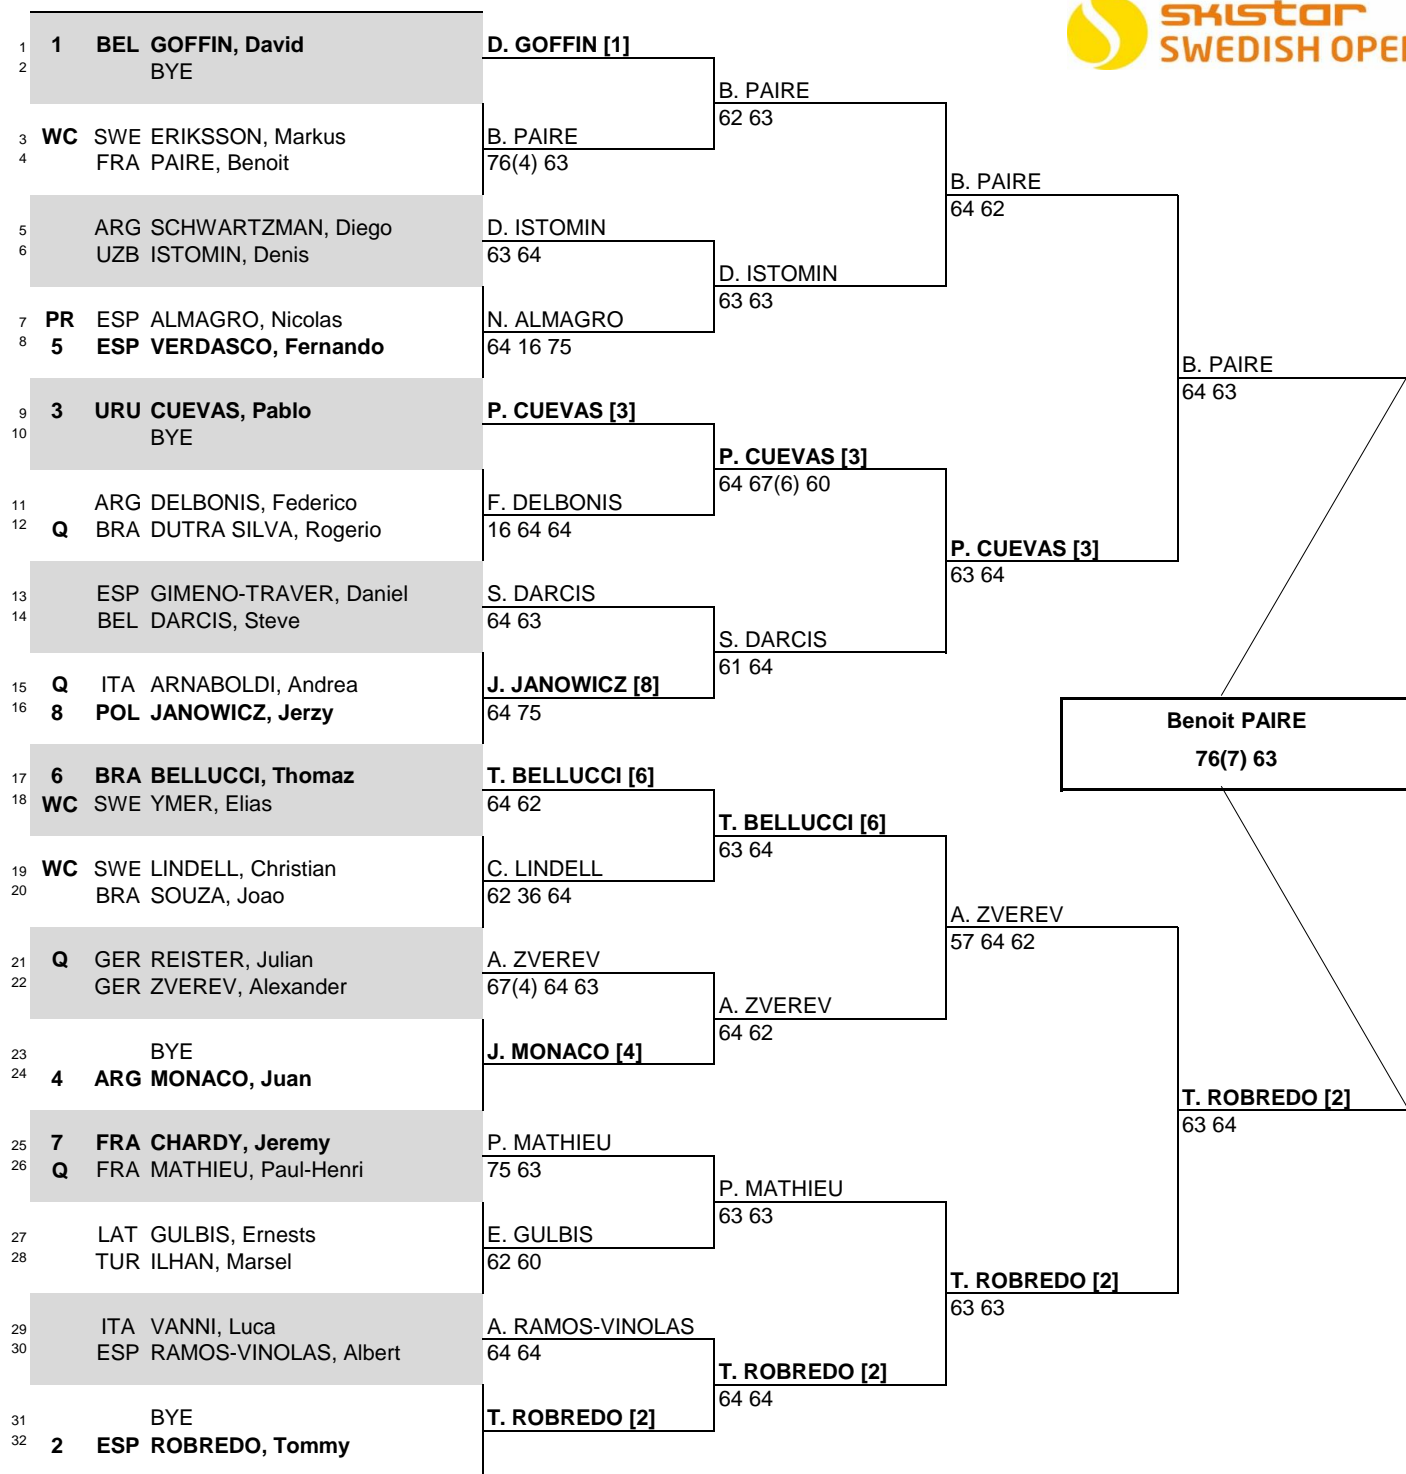 skistar
SWEDISH OPEN
1 1 BEL GOFFIN, David
2 BYE
3 WC SWE ERIKSSON, Markus
4 FRA PAIRE, Benoit
5 ARG SCHWARTZMAN, Diego
6 UZB ISTOMIN, Denis
7 PR ESP ALMAGRO, Nicolas
8 5 ESP VERDASCO, Fernando
9 3 URU CUEVAS, Pablo
10 BYE
11 ARG DELBONIS, Federico
12 Q BRA DUTRA SILVA, Rogerio
13 ESP GIMENO-TRAVER, Daniel
14 BEL DARCIS, Steve
15 Q ITA ARNABOLDI, Andrea
16 8 POL JANOWICZ, Jerzy
17 6 BRA BELLUCCI, Thomaz
18 WC SWE YMER, Elias
19 WC SWE LINDELL, Christian
20 BRA SOUZA, Joao
21 Q GER REISTER, Julian
22 GER ZVEREV, Alexander
23 BYE
24 4 ARG MONACO, Juan
25 7 FRA CHARDY, Jeremy
26 Q FRA MATHIEU, Paul-Henri
27 LAT GULBIS, Ernests
28 TUR ILHAN, Marsel
29 ITA VANNI, Luca
30 ESP RAMOS-VINOLAS, Albert
31 BYE
32 2 ESP ROBREDO, Tommy
D. GOFFIN [1]
B. PAIRE
76(4) 63
D. ISTOMIN
63 64
N. ALMAGRO
64 16 75
P. CUEVAS [3]
F. DELBONIS
16 64 64
S. DARCIS
64 63
J. JANOWICZ [8]
64 75
T. BELLUCCI [6]
64 62
C. LINDELL
62 36 64
A. ZVEREV
67(4) 64 63
J. MONACO [4]
P. MATHIEU
75 63
E. GULBIS
62 60
A. RAMOS-VINOLAS
64 64
T. ROBREDO [2]
B. PAIRE
62 63
D. ISTOMIN
63 63
P. CUEVAS [3]
64 67(6) 60
S. DARCIS
61 64
T. BELLUCCI [6]
63 64
A. ZVEREV
64 62
P. MATHIEU
63 63
T. ROBREDO [2]
64 64
B. PAIRE
64 62
P. CUEVAS [3]
63 64
A. ZVEREV
57 64 62
T. ROBREDO [2]
63 63
B. PAIRE
64 63
T. ROBREDO [2]
63 64
Benoit PAIRE
76(7) 63